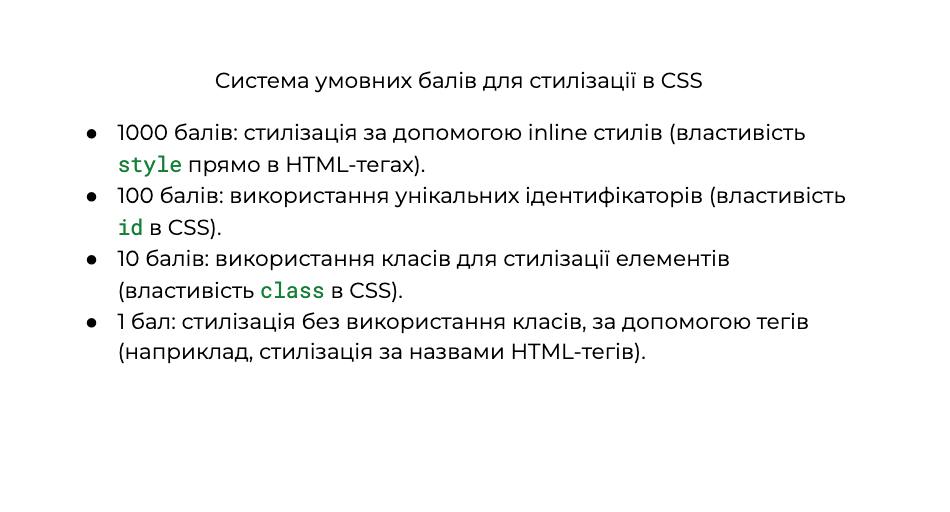 Система умовних балів для стилізації в CSS
● 1000 балів: стилізація за допомогою inline стилів (властивість
style прямо в HTML-тегах).
● 100 балів: використання унікальних ідентифікаторів (властивість
id в CSS).
● 10 балів: використання класів для стилізації елементів
(властивість class в CSS).
● 1 бал: стилізація без використання класів, за допомогою тегів
(наприклад, стилізація за назвами HTML-тегів).